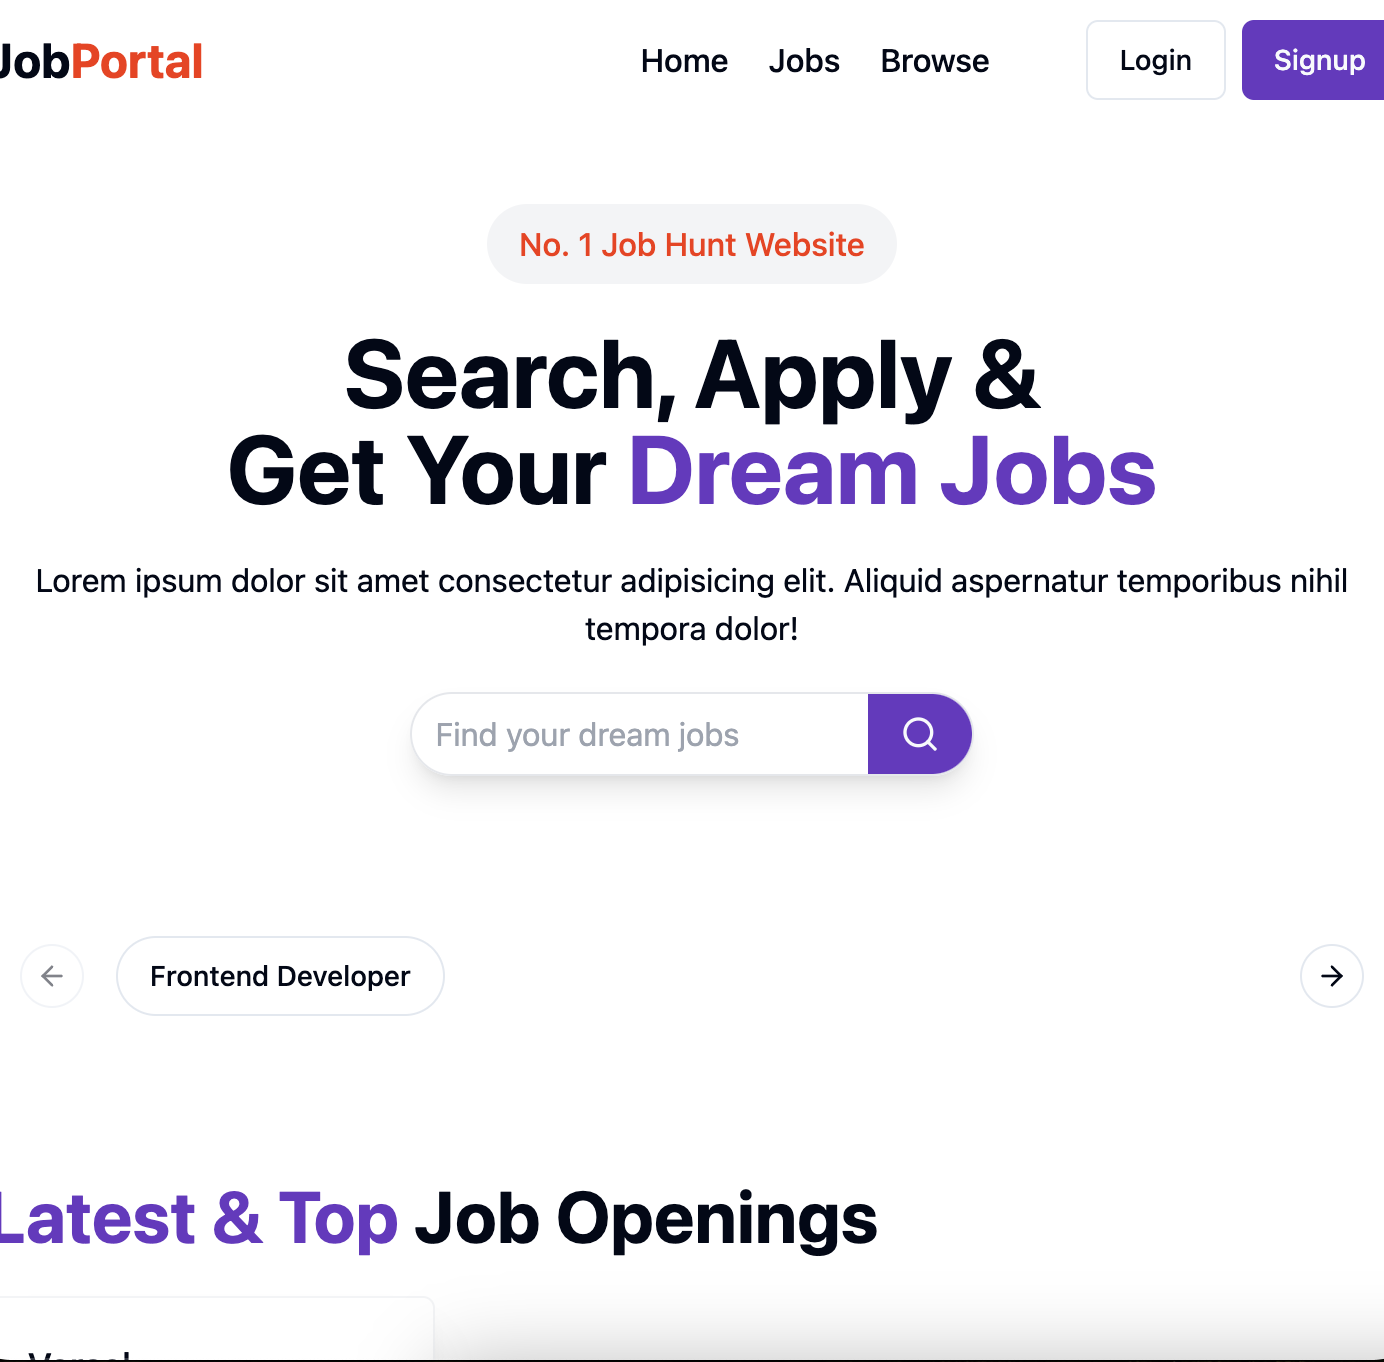 JobPortal
Home Jobs Browse Login Signup
No. 1 Job Hunt Website
Search, Apply &
Get Your Dream Jobs
Lorem ipsum dolor sit amet consectetur adipisicing elit. Aliquid aspernatur temporibus nihil
tempora dolor!
Find your dream jobs
Frontend Developer
Latest & Top Job Openings